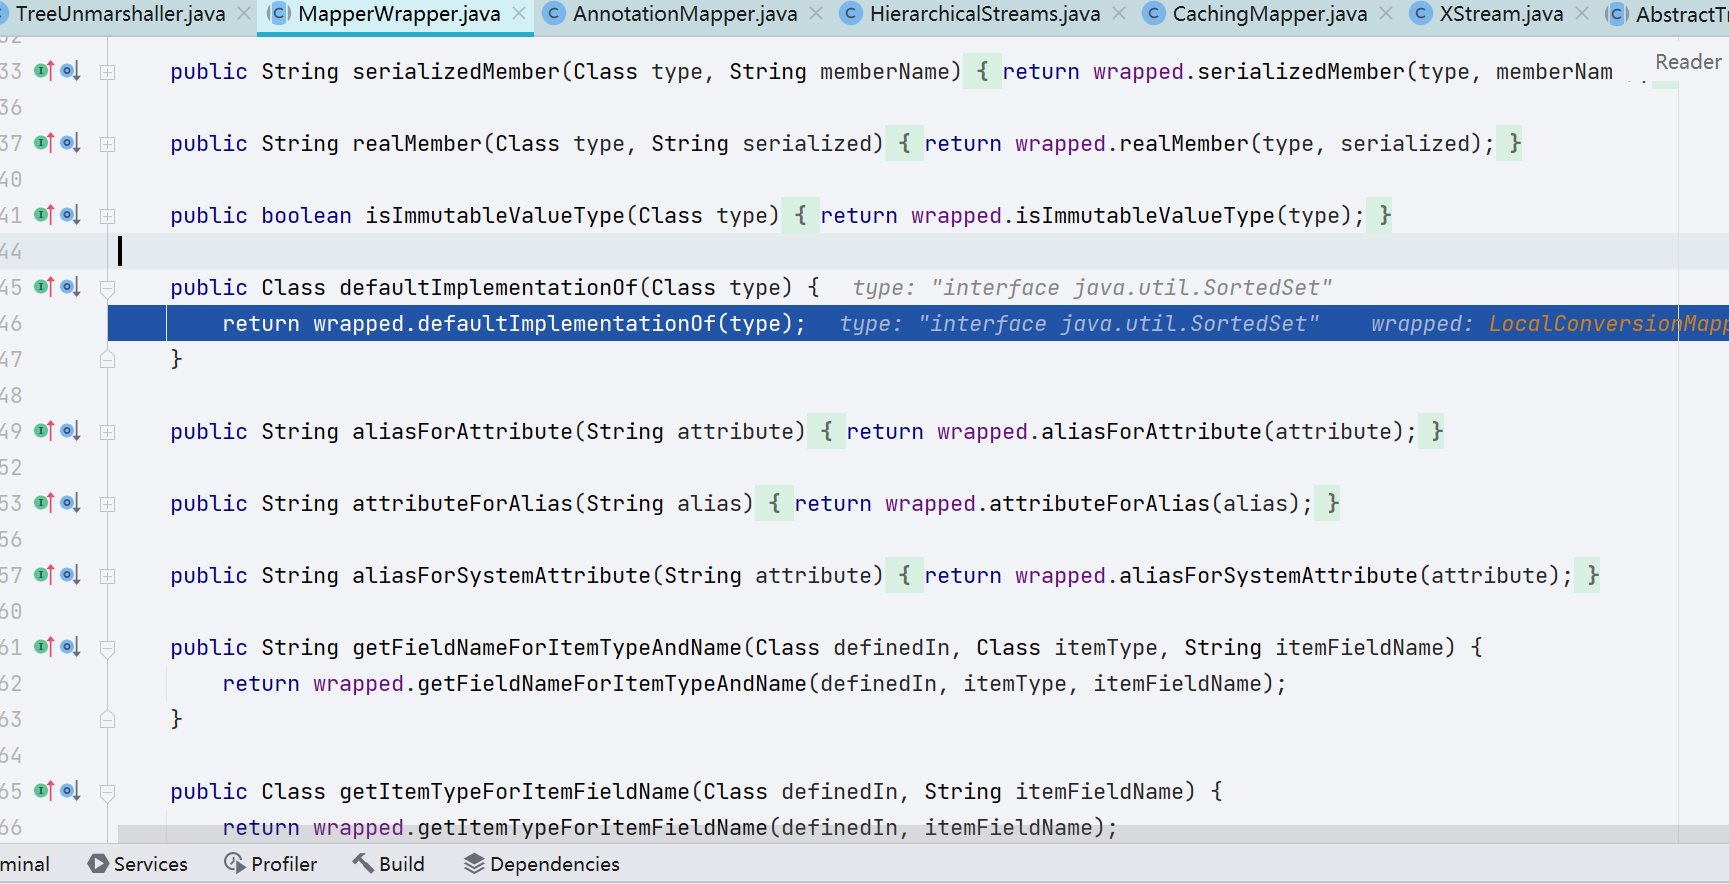 TreeUnmarshaller.java MapperWrapper.java AnnotationMapper.java HierarchicalStreams.java CachingMapper.java XStream.java
Reader
33 public String serializedMember(Class type, String memberName) { return wrapped.serializedMember(type, memberNam
36
37 public String realMember(Class type, String serialized) { return wrapped.realMember(type, serialized); }
40
41 public boolean isImmutableValueType(Class type) { return wrapped.isImmutableValueType(type); }
44
45 public Class defaultImplementationOf(Class type) { type: "interface java.util.SortedSet"
46 return wrapped.defaultImplementationOf(type); type: "interface java.util.SortedSet" wrapped: LocalConversionMapp
47 }
48
49 public String aliasForAttribute(String attribute) { return wrapped.aliasForAttribute(attribute); }
52
53 public String attributeForAlias(String alias) { return wrapped.attributeForAlias(alias); }
56
57 public String aliasForSystemAttribute(String attribute) { return wrapped.aliasForSystemAttribute(attribute); }
60
61 public String getFieldNameForItemTypeAndName(Class definedIn, Class itemType, String itemFieldName) {
62 return wrapped.getFieldNameForItemTypeAndName(definedIn, itemType, itemFieldName);
63 }
64
65 public Class getItemTypeForItemFieldName(Class definedIn, String itemFieldName) {
66 return wrapped.getItemTypeForItemFieldName(definedIn, itemFieldName);
minal Services Profiler Build Dependencies